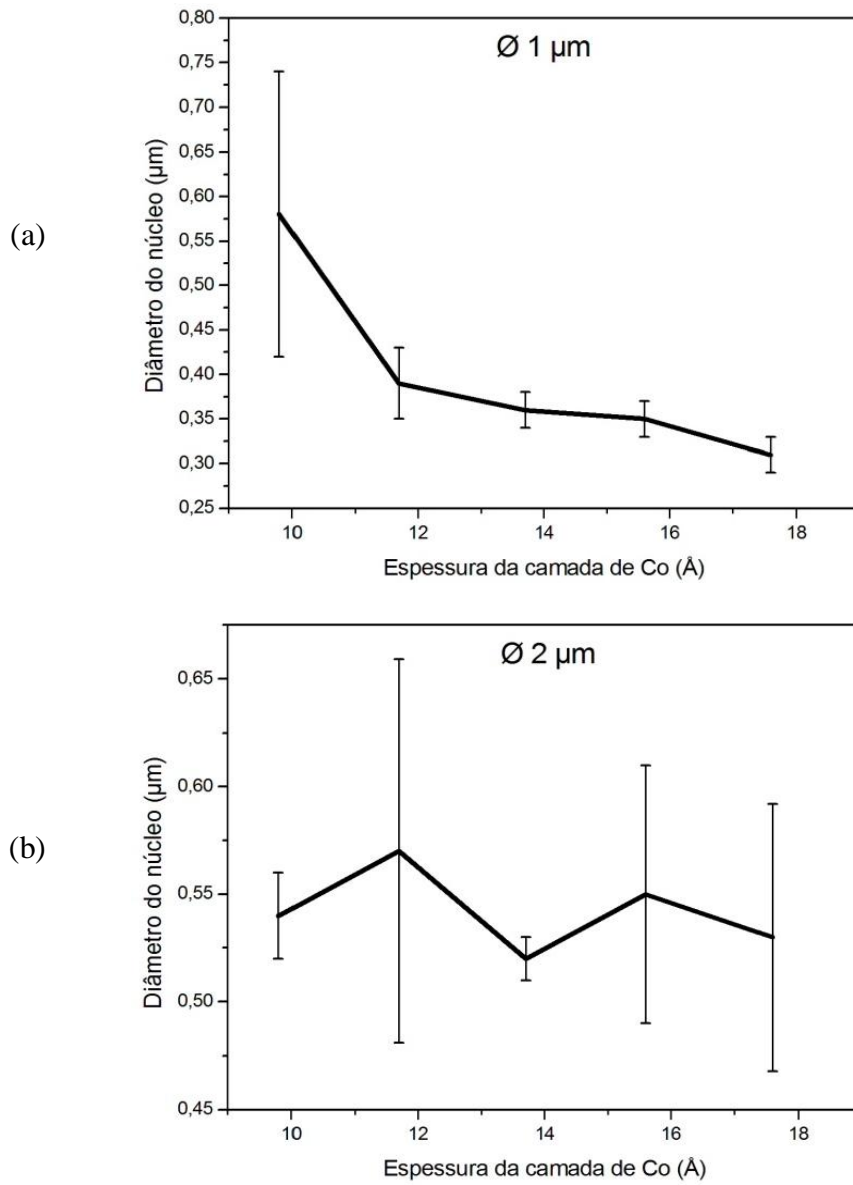 (a)
Ø 1 µm
Diâmetro do núcleo (µm)
0,80
0,75
0,70
0,65
0,60
0,55
0,50
0,45
0,40
0,35
0,30
0,25
10 12 14 16 18
Espessura da camada de Co (Å)
(b)
Ø 2 µm
Diâmetro do núcleo (µm)
0,65
0,60
0,55
0,50
0,45
10 12 14 16 18
Espessura da camada de Co (Å)